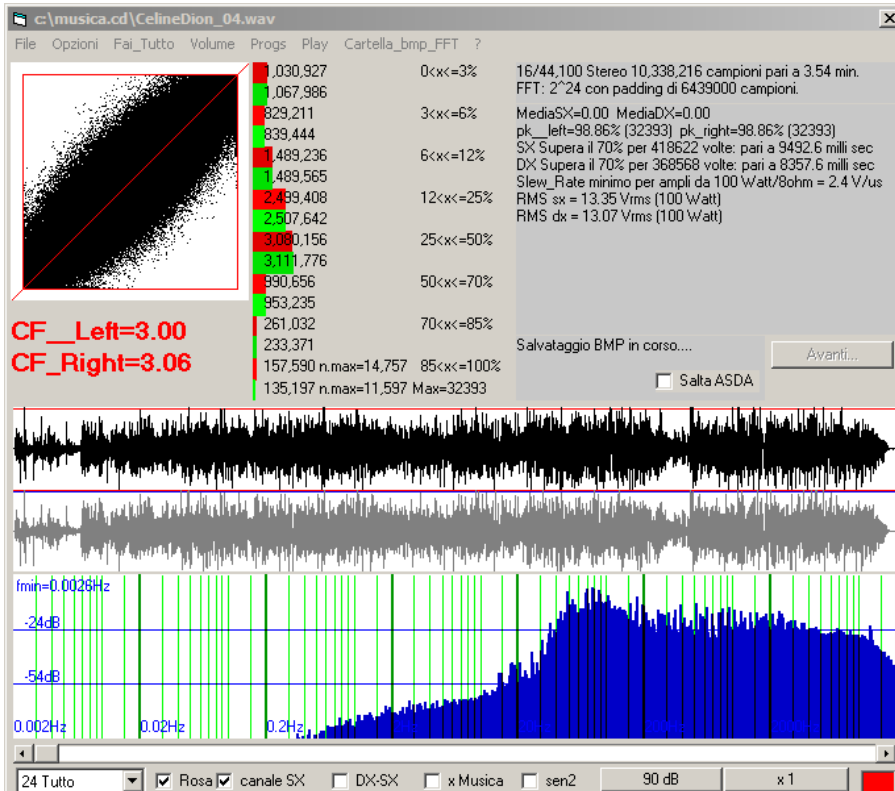 c:\musica.cd\CelineDion_04.wav
File Opzioni Fai_Tutto Volume Progs Play Cartella_bmp_FFT ?
1,030,927 0<x<=3%
1,067,986
829,211 3<x<=6%
839,444
1,489,236 6<x<=12%
1,489,565
2,499,408 12<x<=25%
2,507,642
3,080,156 25<x<=50%
3,111,776
990,656 50<x<=70%
953,235
261,032 70<x<=85%
233,371
157,590 n.max=14,757 85<x<=100%
135,197 n.max=11,597 Max=32393
CF__Left=3.00
CF_Right=3.06
16/44,100 Stereo 10,338,216 campioni pari a 3.54 min.
FFT: 2^24 con padding di 6439000 campioni.
MediaSX=0.00 MediaDX=0.00
pk__left=98.86% (32393) pk_right=98.86% (32393)
SX Supera il 70% per 418622 volte: pari a 9492.6 milli sec
DX Supera il 70% per 368568 volte: pari a 8357.6 milli sec
Slew_Rate minimo per ampli da 100 Watt/8ohm = 2.4 V/us
RMS sx = 13.35 Vrms (100 Watt)
RMS dx = 13.07 Vrms (100 Watt)
Salvataggio BMP in corso....
Avanti...
Salta ASDA
fmin=0.0026Hz
-24dB
-54dB
0.002Hz 0.02Hz 0.2Hz
24 Tutto Rosa canale SX DX-SX x Musica sen2 90 dB x 1